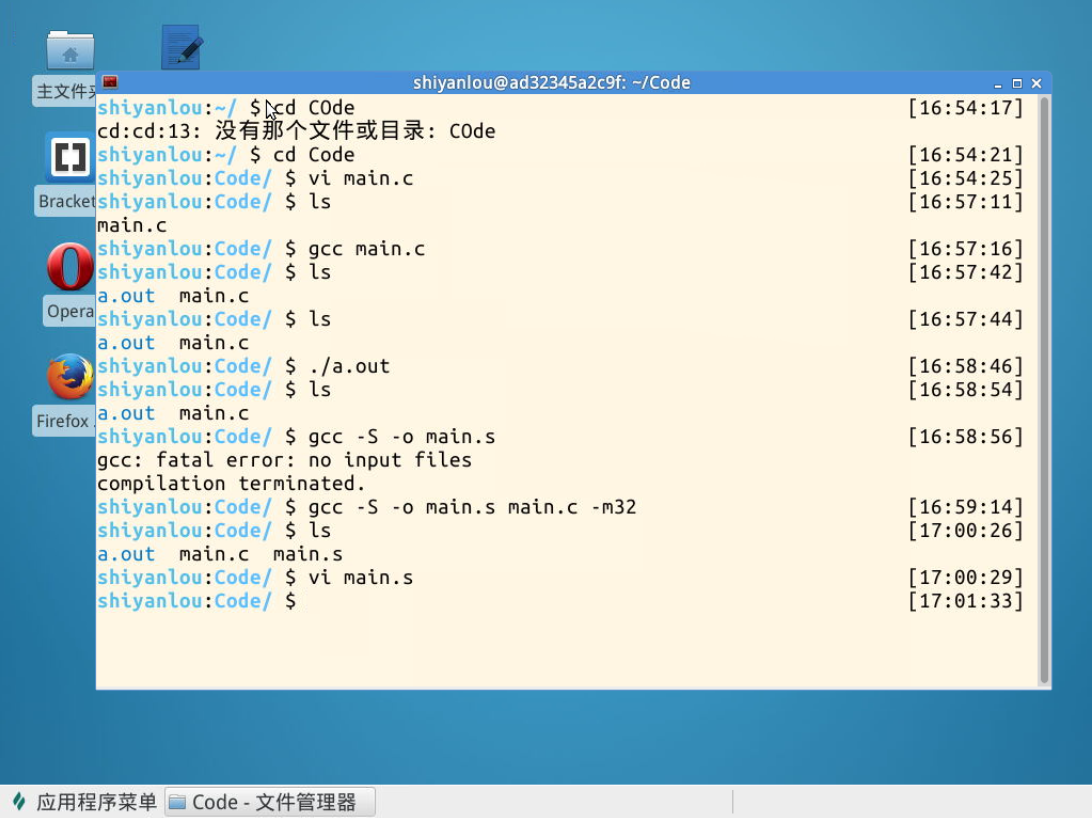 shiyanlou@ad32345a2c9f: ~/Code
主文件夹
Bracket
Opera
Firefox
shiyanlou:~/ $ cd COde [16:54:17]
cd:cd:13: 没有那个文件或目录: COde
shiyanlou:~/ $ cd Code [16:54:21]
shiyanlou:Code/ $ vi main.c [16:54:25]
shiyanlou:Code/ $ ls [16:57:11]
main.c
shiyanlou:Code/ $ gcc main.c [16:57:16]
shiyanlou:Code/ $ ls [16:57:42]
a.out main.c
shiyanlou:Code/ $ ls [16:57:44]
a.out main.c
shiyanlou:Code/ $ ./a.out [16:58:46]
shiyanlou:Code/ $ ls [16:58:54]
a.out main.c
shiyanlou:Code/ $ gcc -S -o main.s [16:58:56]
gcc: fatal error: no input files
compilation terminated.
shiyanlou:Code/ $ gcc -S -o main.s main.c -m32 [16:59:14]
shiyanlou:Code/ $ ls [17:00:26]
a.out main.c main.s
shiyanlou:Code/ $ vi main.s [17:00:29]
shiyanlou:Code/ $ [17:01:33]
应用程序菜单
Code - 文件管理器